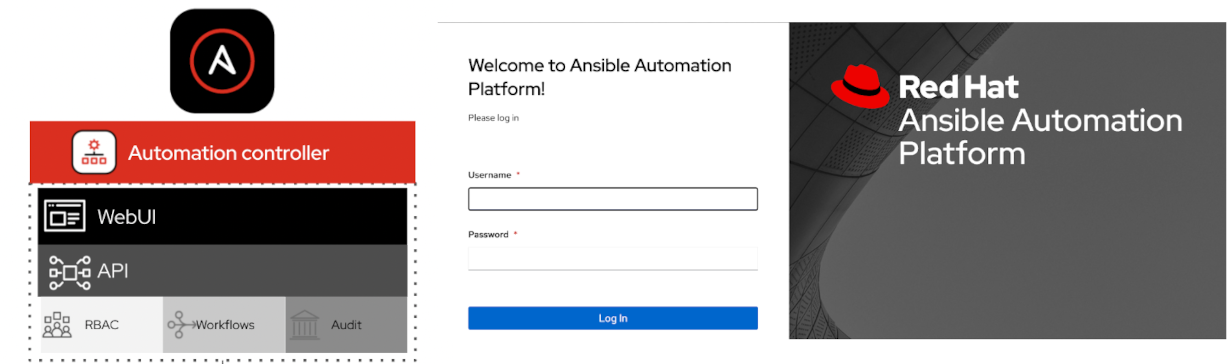 Automation controller
WebUI
API
RBAC
Workflows
Audit
Welcome to Ansible Automation
Platform!
Please log in
Username *
Password *
Log In
Red Hat
Ansible Automation
Platform